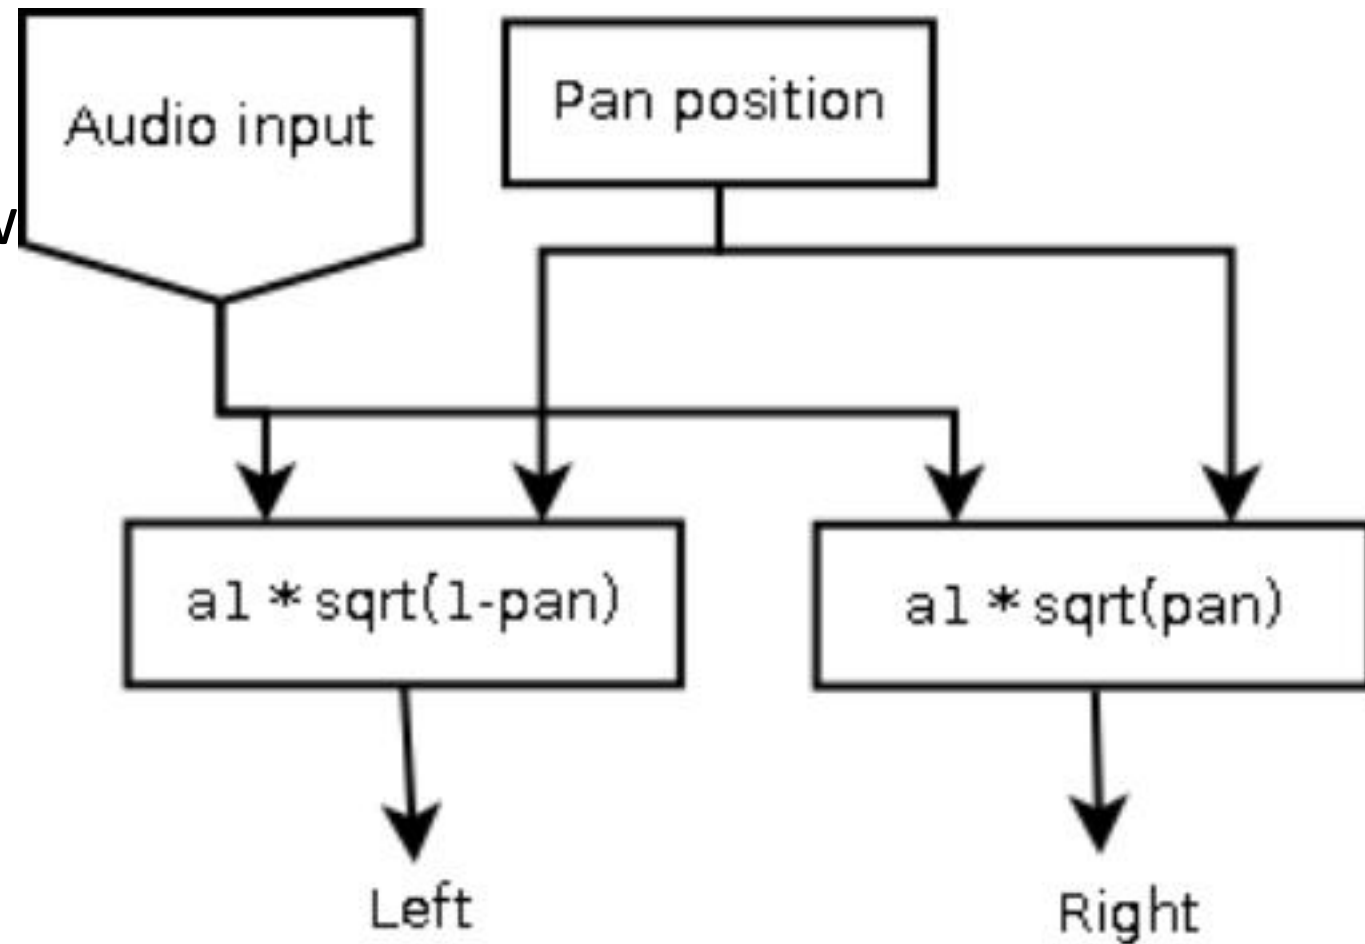 Audio input
Pan position
a1 * sqrt(1-pan)
a1 * sqrt(pan)
Left
Right